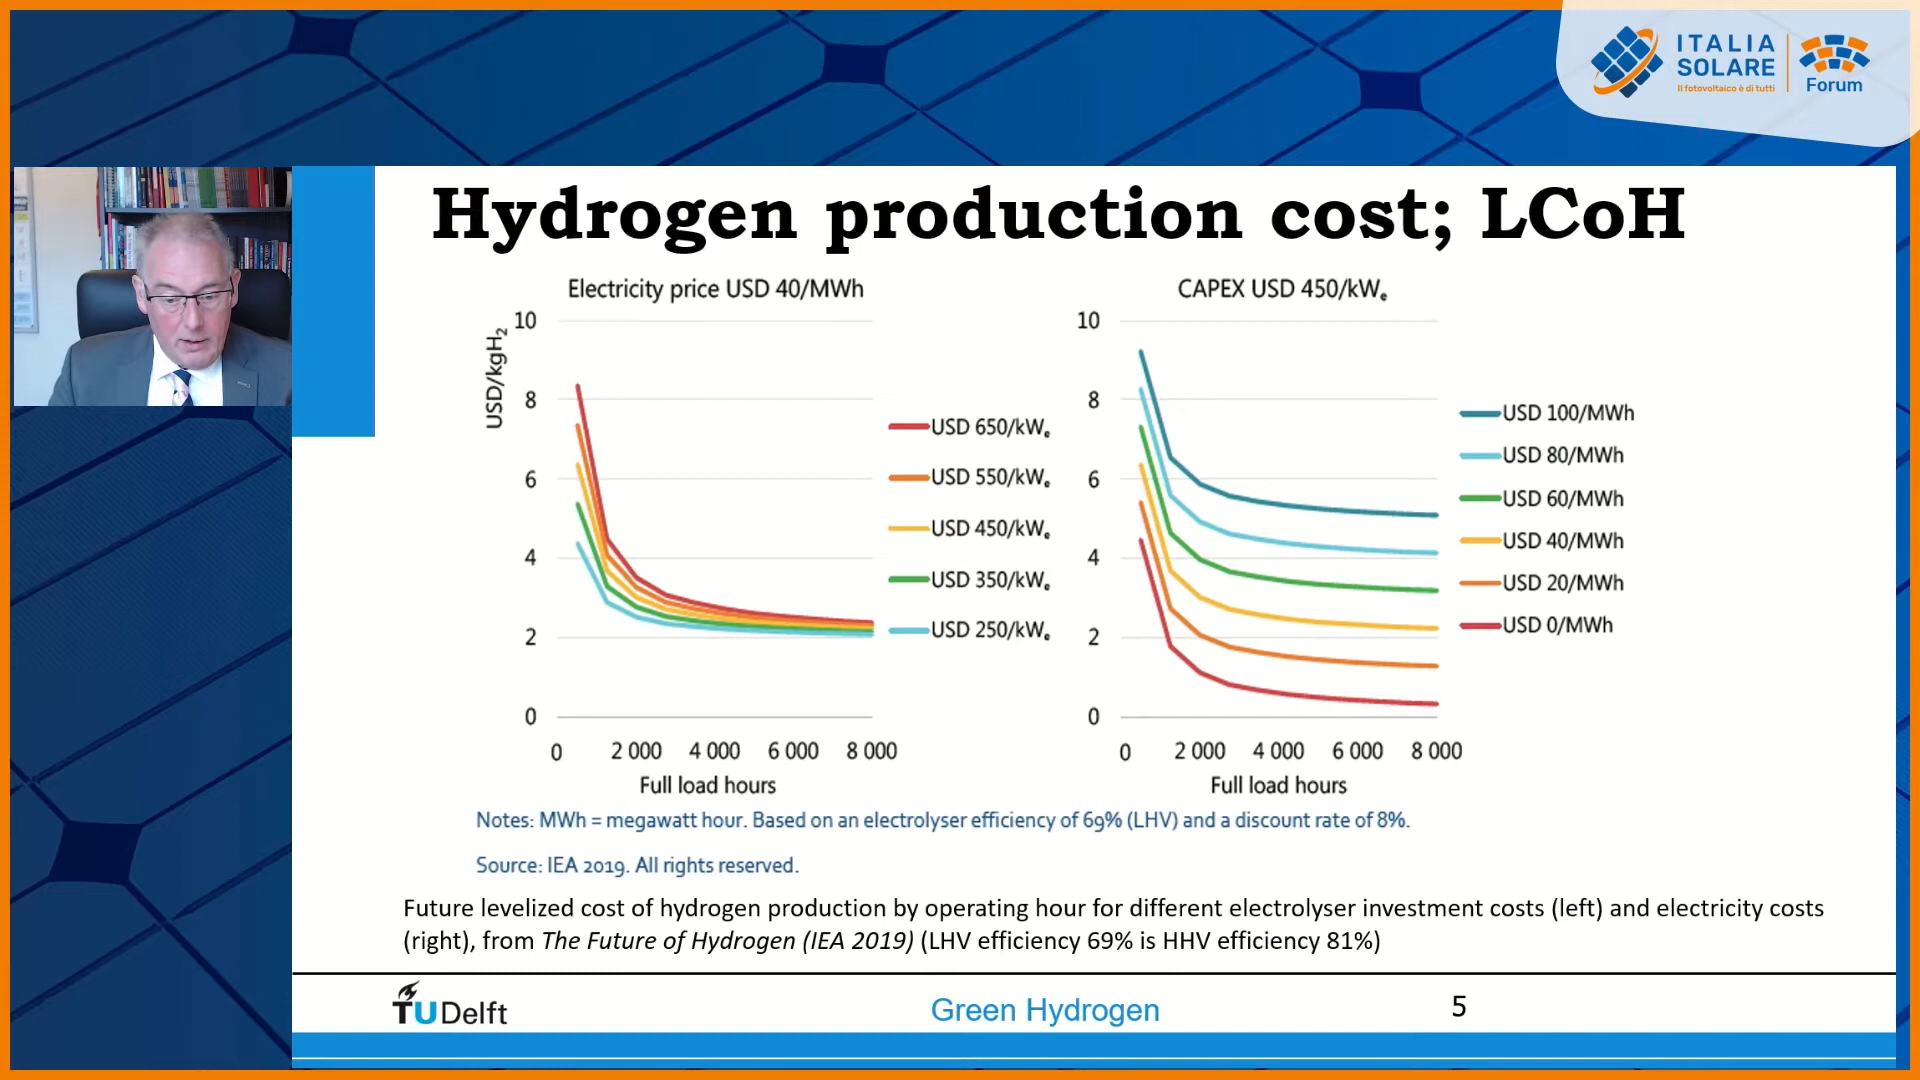 ITALIA
SOLARE
Il fotovoltaico è di tutti
Forum
Hydrogen production cost; LCoH
Electricity price USD 40/MWh
USD/kgH₂
10
8
6
4
2
0
0 2 000 4 000 6 000 8 000
Full load hours
USD 650/kWₑ
USD 550/kWₑ
USD 450/kWₑ
USD 350/kWₑ
USD 250/kWₑ
CAPEX USD 450/kWₑ
10
8
6
4
2
0
0 2 000 4 000 6 000 8 000
Full load hours
USD 100/MWh
USD 80/MWh
USD 60/MWh
USD 40/MWh
USD 20/MWh
USD 0/MWh
Notes: MWh = megawatt hour. Based on an electrolyser efficiency of 69% (LHV) and a discount rate of 8%.
Source: IEA 2019. All rights reserved.
Future levelized cost of hydrogen production by operating hour for different electrolyser investment costs (left) and electricity costs
(right), from The Future of Hydrogen (IEA 2019) (LHV efficiency 69% is HHV efficiency 81%)
TU Delft
Green Hydrogen
5